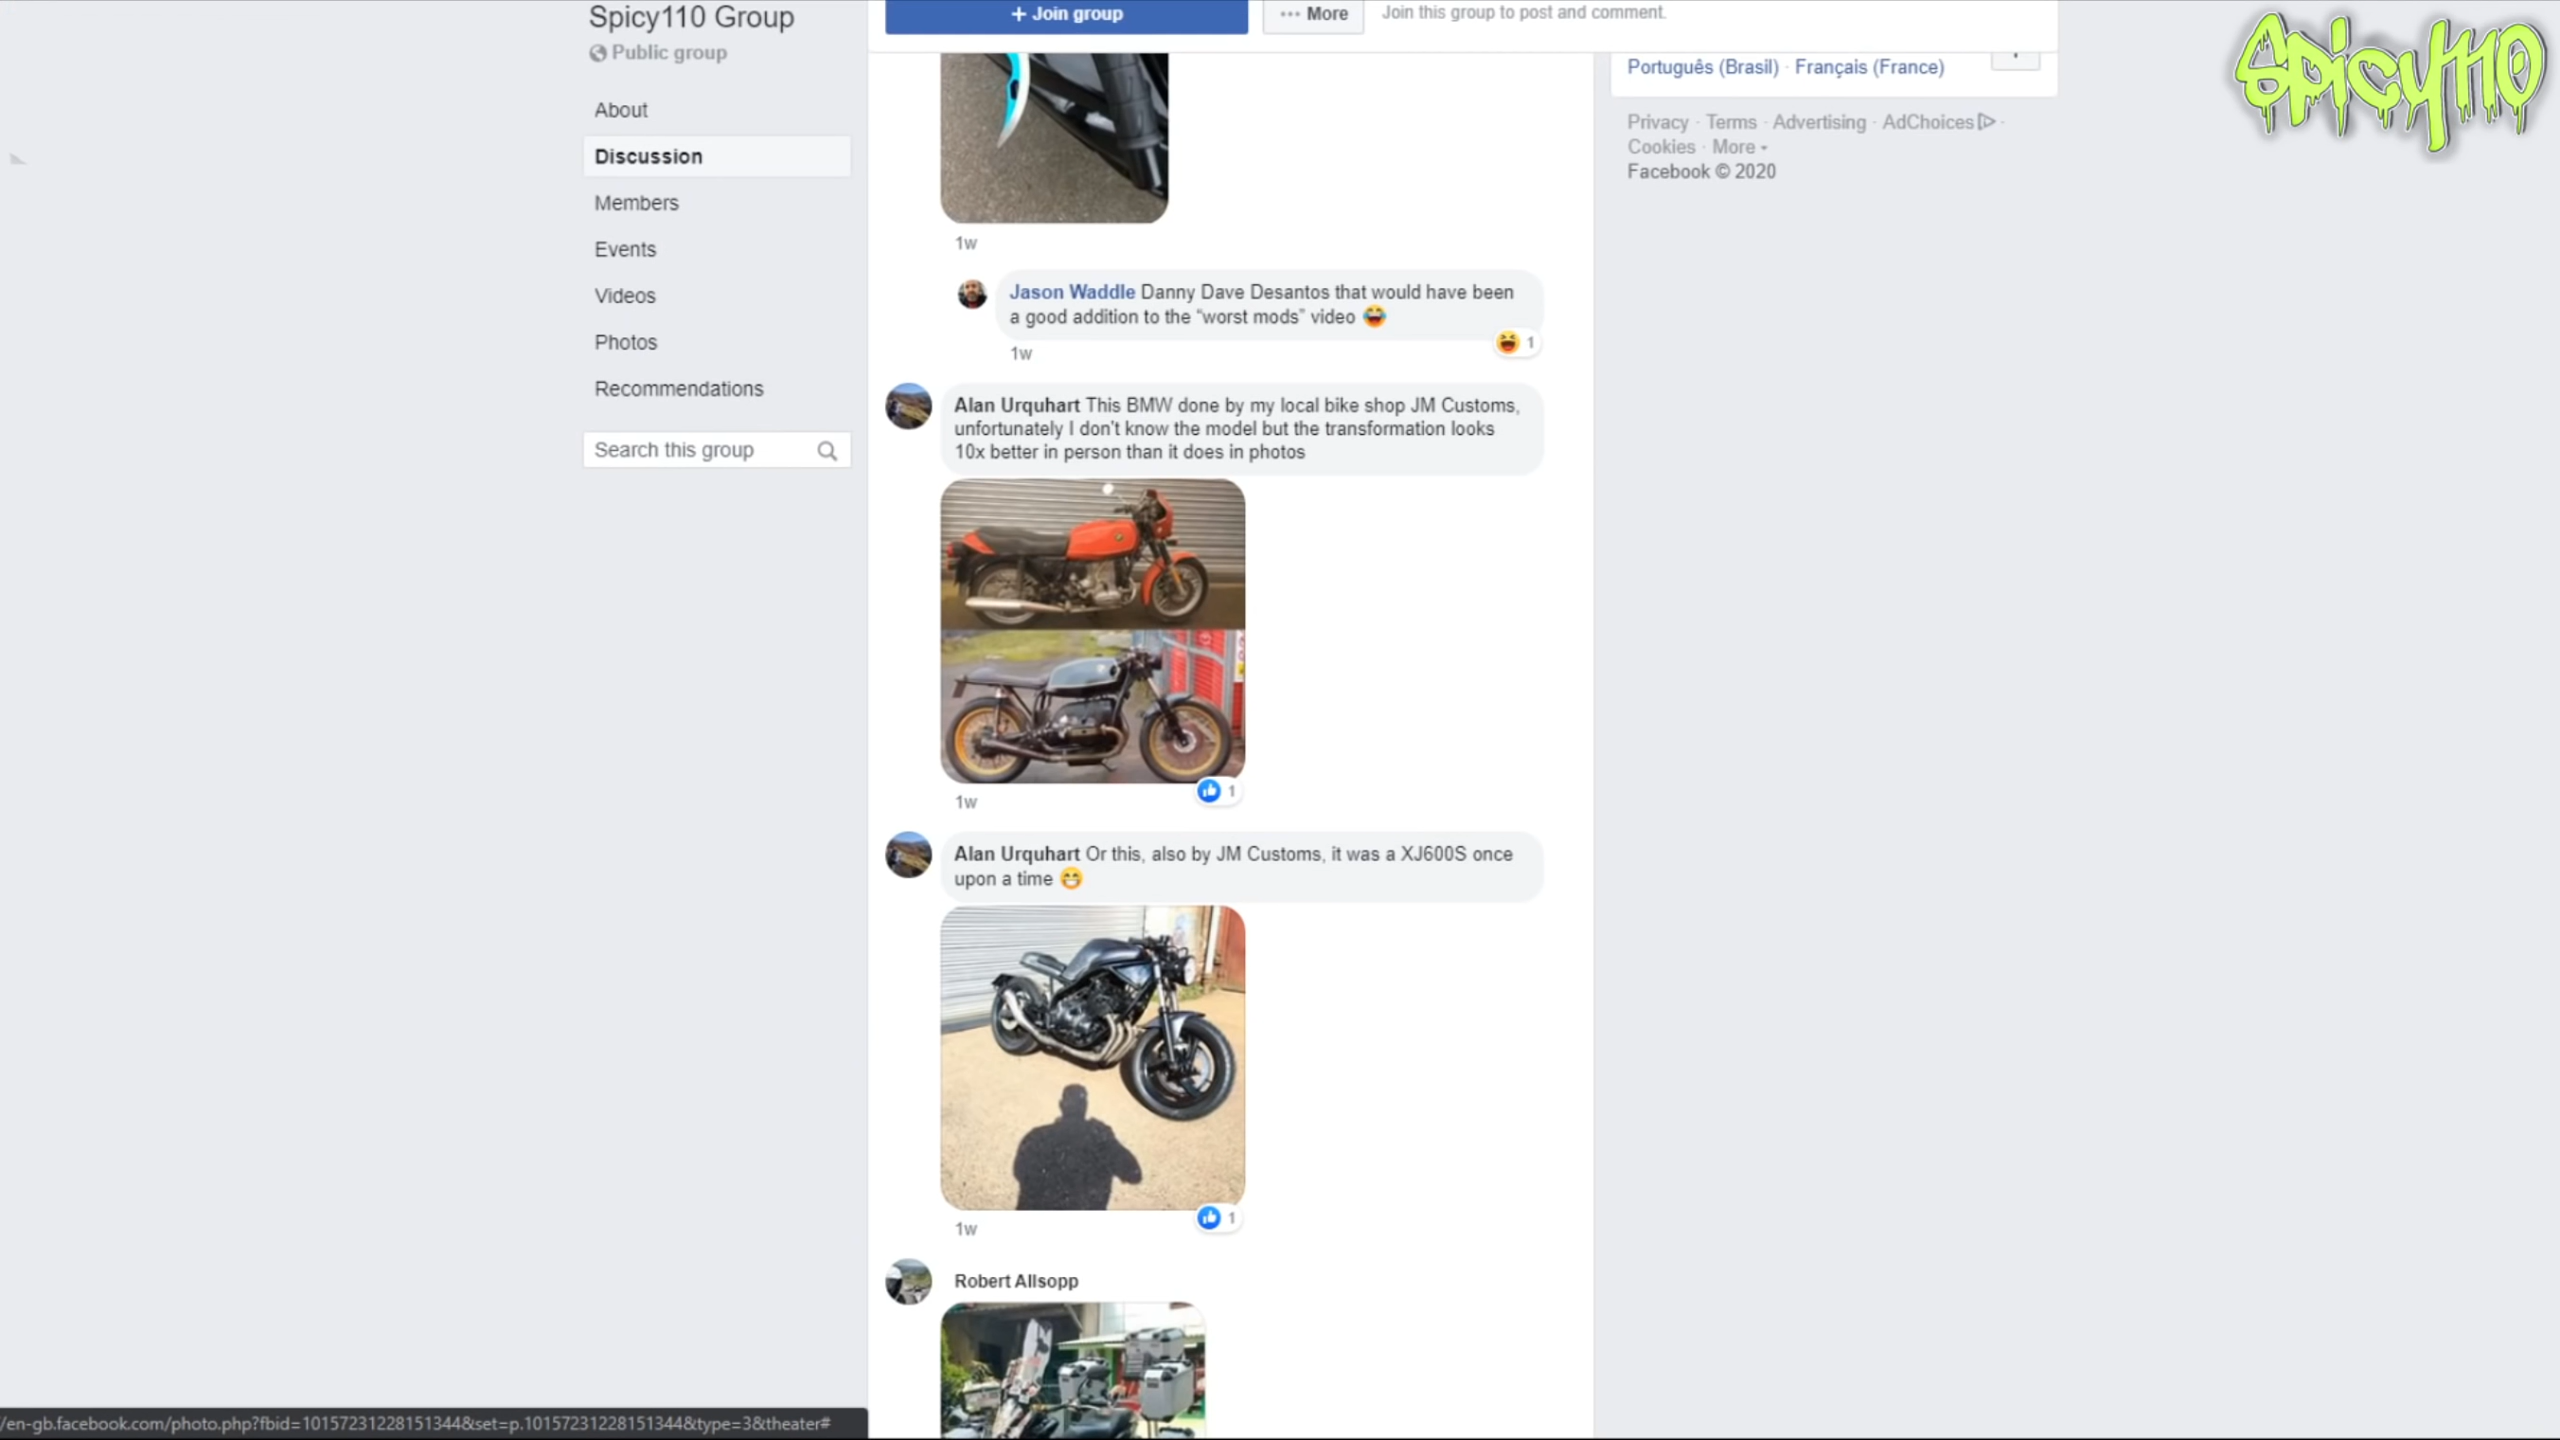 Spicy110 Group
Public group
About
Discussion
Members
Events
Videos
Photos
Recommendations
Search this group
+ Join group
••• More
Join this group to post and comment.
1w
Jason Waddle Danny Dave Desantos that would have been
a good addition to the “worst mods” video 😂
1
1w
Alan Urquhart This BMW done by my local bike shop JM Customs,
unfortunately I don't know the model but the transformation looks
10x better in person than it does in photos
1
1w
Alan Urquhart Or this, also by JM Customs, it was a XJ600S once
upon a time 😁
1
1w
Robert Allsopp
Português (Brasil) · Français (France)
Privacy · Terms · Advertising · AdChoices ·
Cookies · More
Facebook © 2020
Spicy110
/en-gb.facebook.com/photo.php?fbid=10157231228151344&set=p.10157231228151344&type=3&theater#